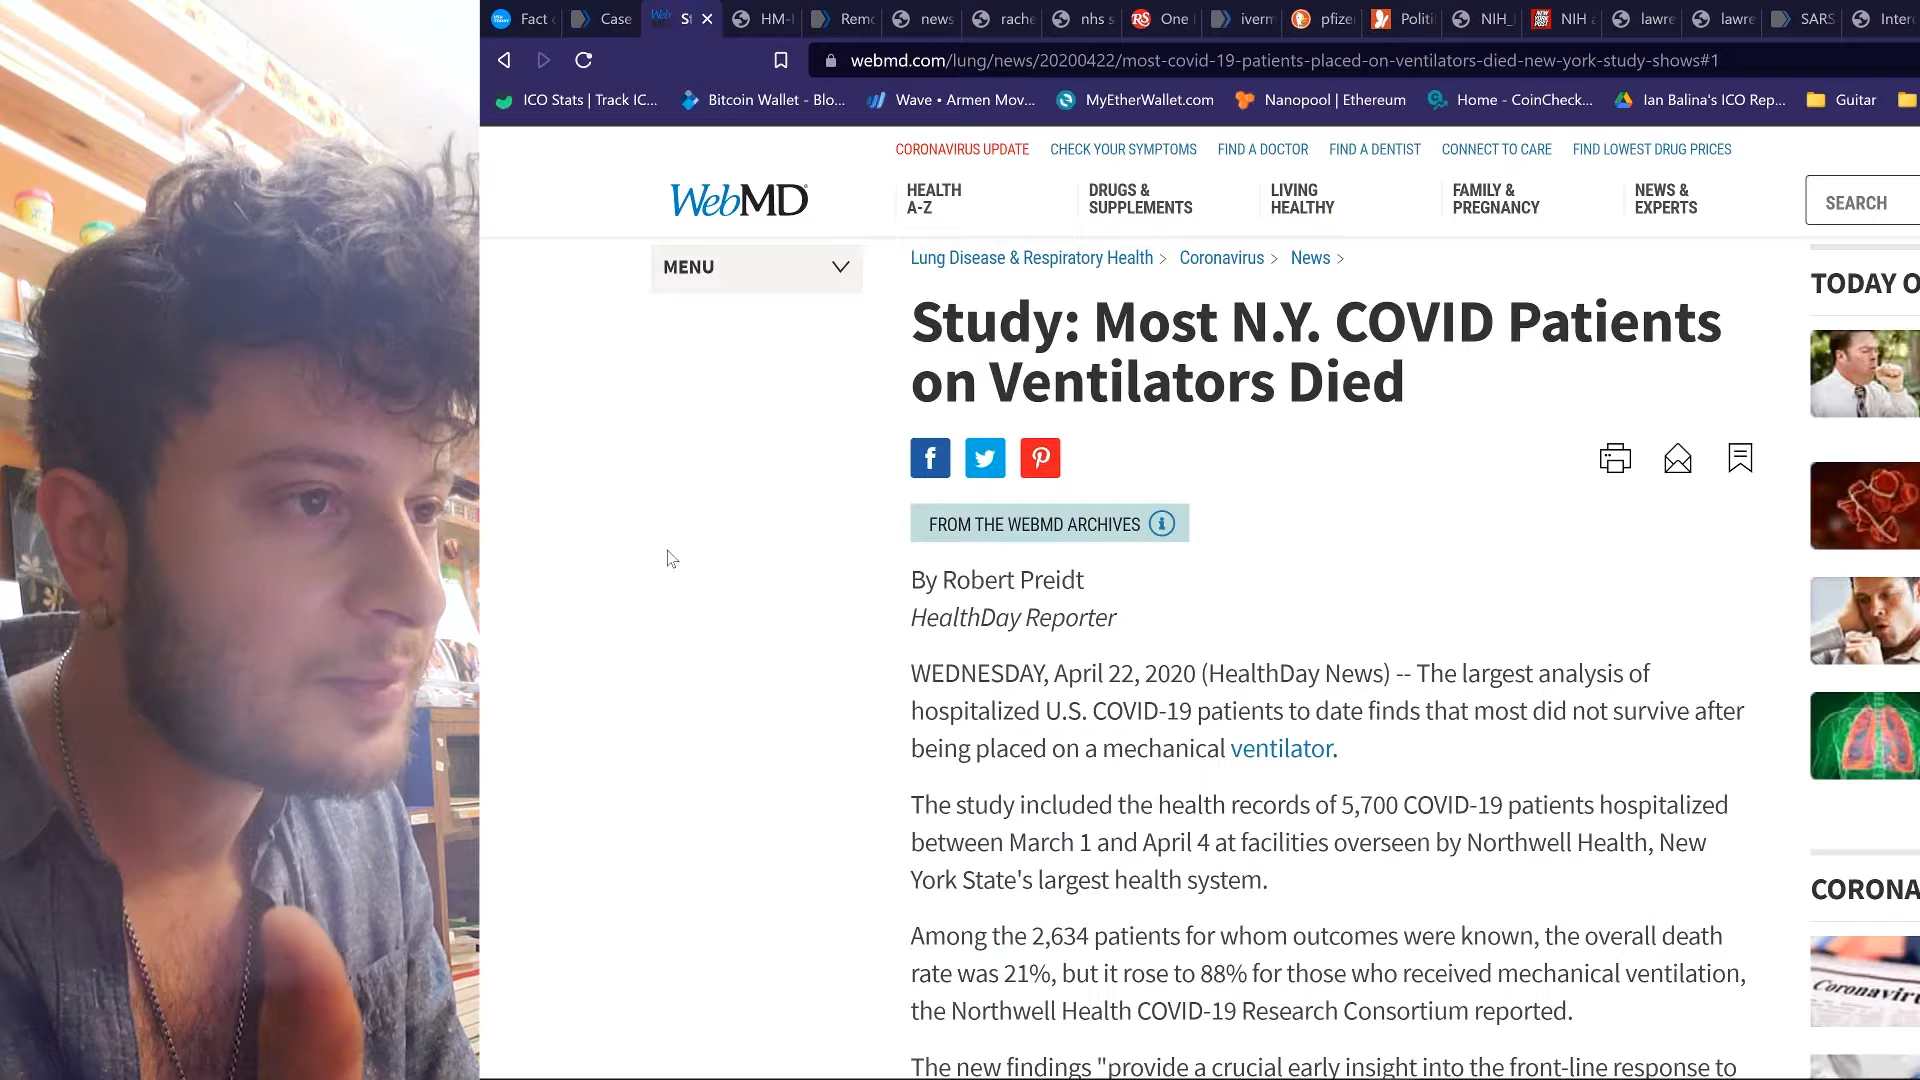 Fact
Case
St
HM-
Remd
news
rache
nhs s
One
iverm
pfize
Politi
NIH_
NIH
lawre
lawre
SARS
Inter
webmd.com/lung/news/20200422/most-covid-19-patients-placed-on-ventilators-died-new-york-study-shows#1
ICO Stats | Track IC...
Bitcoin Wallet - Blo...
Wave • Armen Mov...
MyEtherWallet.com
Nanopool | Ethereum
Home - CoinCheck...
Ian Balina's ICO Rep...
Guitar
CORONAVIRUS UPDATE
CHECK YOUR SYMPTOMS
FIND A DOCTOR
FIND A DENTIST
CONNECT TO CARE
FIND LOWEST DRUG PRICES
WebMD
HEALTH
A-Z
DRUGS &
SUPPLEMENTS
LIVING
HEALTHY
FAMILY &
PREGNANCY
NEWS &
EXPERTS
SEARCH
MENU
Lung Disease & Respiratory Health > Coronavirus > News >
TODAY O
Study: Most N.Y. COVID Patients
on Ventilators Died
FROM THE WEBMD ARCHIVES
By Robert Preidt
HealthDay Reporter
WEDNESDAY, April 22, 2020 (HealthDay News) -- The largest analysis of
hospitalized U.S. COVID-19 patients to date finds that most did not survive after
being placed on a mechanical ventilator.
The study included the health records of 5,700 COVID-19 patients hospitalized
between March 1 and April 4 at facilities overseen by Northwell Health, New
York State's largest health system.
CORONA
Among the 2,634 patients for whom outcomes were known, the overall death
rate was 21%, but it rose to 88% for those who received mechanical ventilation,
the Northwell Health COVID-19 Research Consortium reported.
Coronaviru
The new findings "provide a crucial early insight into the front-line response to